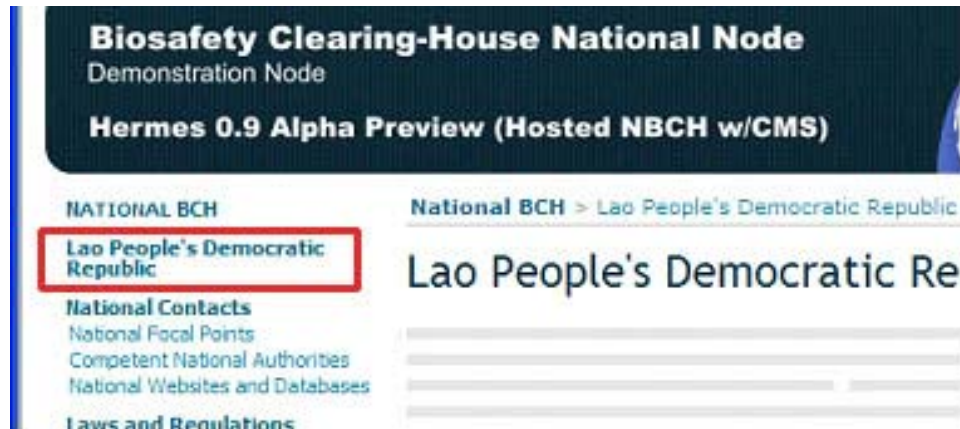 Biosafety Clearing-House National Node
Demonstration Node
Hermes 0.9 Alpha Preview (Hosted NBCH w/CMS)
NATIONAL BCH
Lao People's Democratic
Republic
National Contacts
National Focal Points
Competent National Authorities
National Websites and Databases
Laws and Regulations
National BCH > Lao People's Democratic Republic
Lao People's Democratic Re